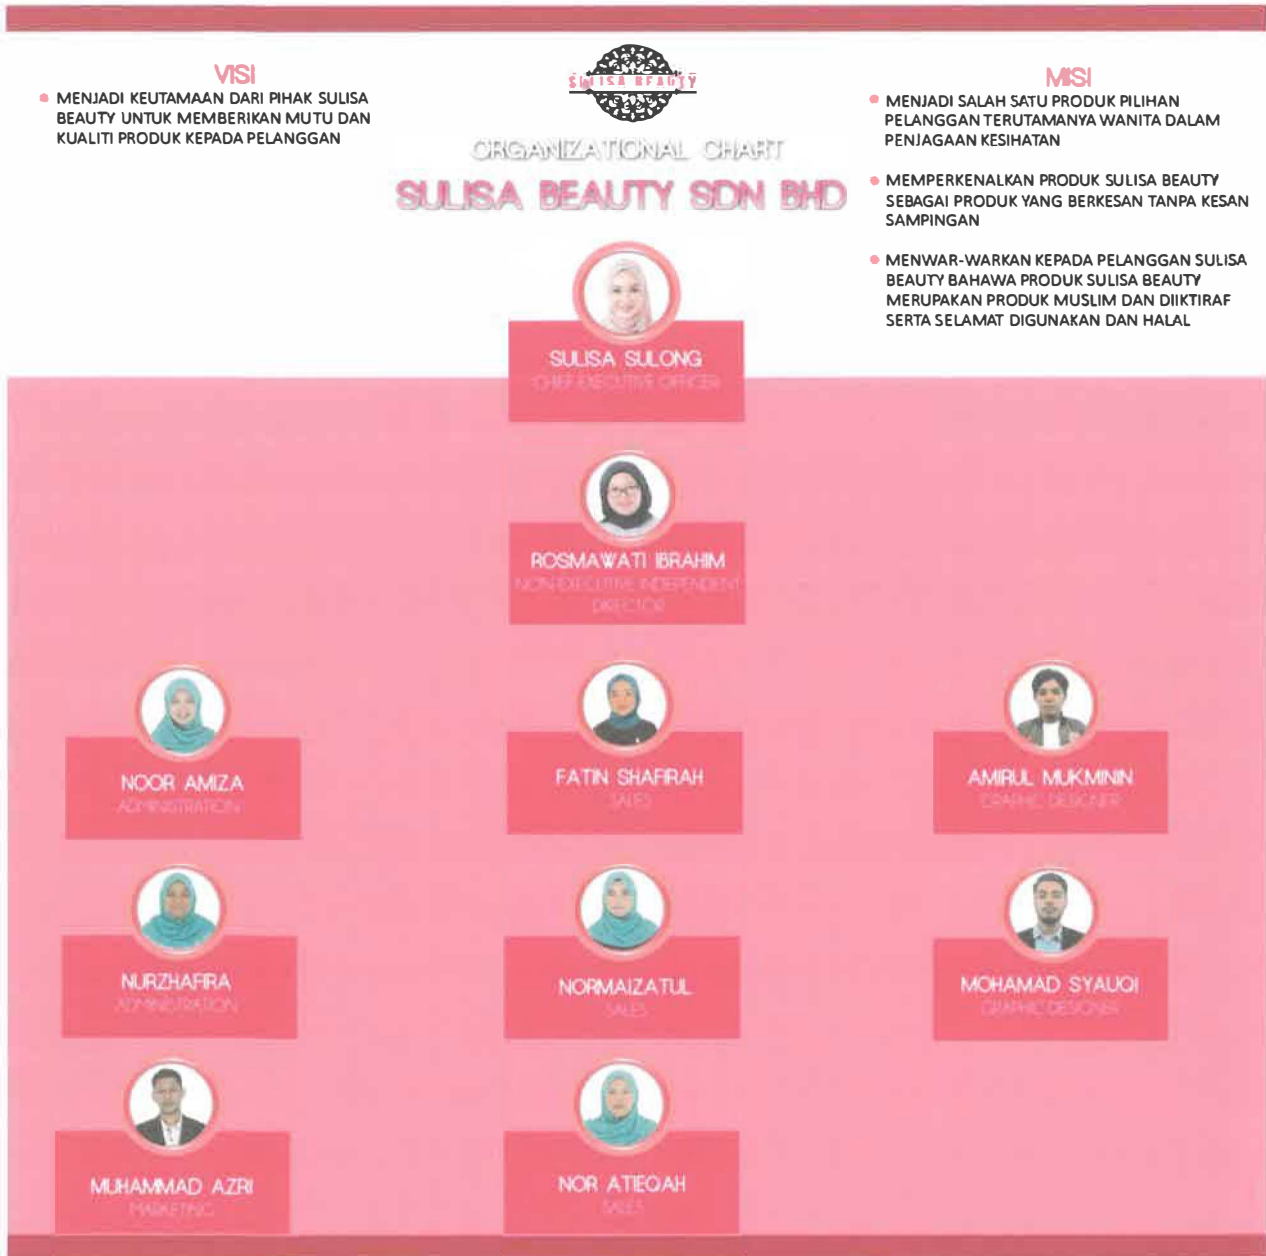 SULISA BEAUTY
ORGANIZATIONAL CHART
SULISA BEAUTY SDN BHD
VISI
MENJADI KEUTAMAAN DARI PIHAK SULISA
BEAUTY UNTUK MEMBERIKAN MUTU DAN
KUALITI PRODUK KEPADA PELANGGAN
MISI
MENJADI SALAH SATU PRODUK PILIHAN
PELANGGAN TERUTAMANYA WANITA DALAM
PENJAGAAN KESIHATAN
MEMPERKENALKAN PRODUK SULISA BEAUTY
SEBAGAI PRODUK YANG BERKESAN TANPA KESAN
SAMPINGAN
MENWAR-WARKAN KEPADA PELANGGAN SULISA
BEAUTY BAHAWA PRODUK SULISA BEAUTY
MERUPAKAN PRODUK MUSLIM DAN DIIKTIRAF
SERTA SELAMAT DIGUNAKAN DAN HALAL
SULISA SULONG
CHIEF EXECUTIVE OFFICER
ROSMAWATI IBRAHIM
NON-EXECUTIVE INDEPENDENT
DIRECTOR
NOOR AMIZA
ADMINISTRATION
FATIN SHAFIRAH
SALES
AMIRUL MUKMININ
GRAPHIC DESIGNER
NURZHAFIRA
ADMINISTRATION
NORMAIZATUL
SALES
MOHAMAD SYAUQI
GRAPHIC DESIGNER
MUHAMMAD AZRI
MARKETING
NOR ATIEQAH
SALES